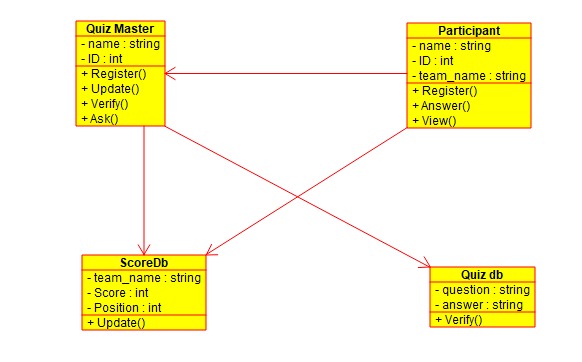 Quiz Master
- name : string
- ID : int
+ Register()
+ Update()
+ Verify()
+ Ask()
Participant
- name : string
- ID : int
- team_name : string
+ Register()
+ Answer()
+ View()
ScoreDb
- team_name : string
- Score : int
- Position : int
+ Update()
Quiz db
- question : string
- answer : string
+ Verify()